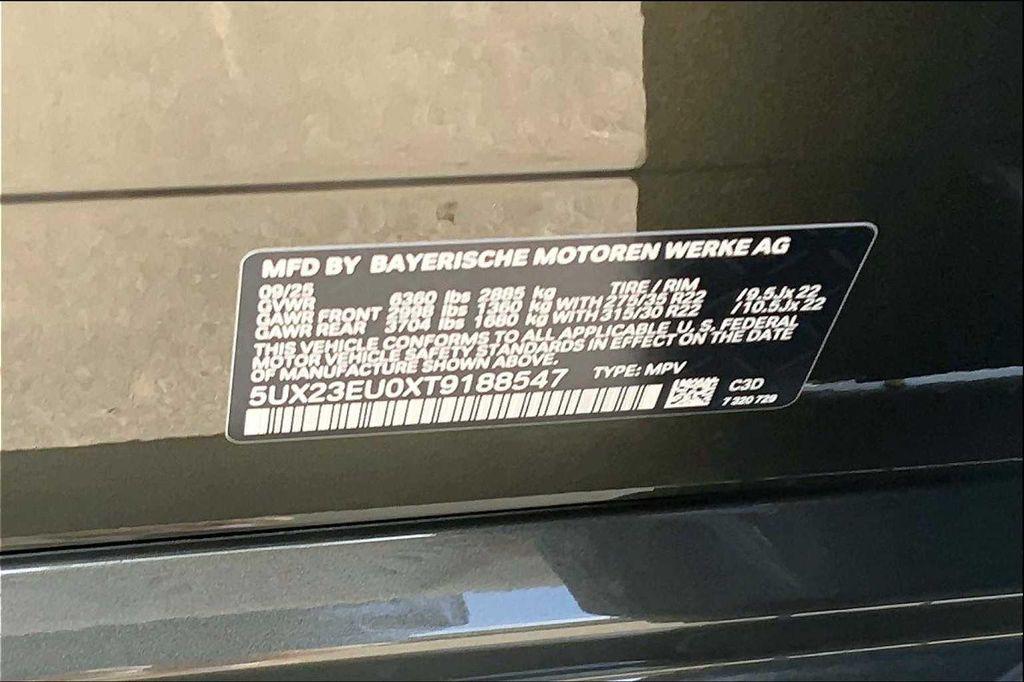 MFD BY BAYERISCHE MOTOREN WERKE AG
09/25 TIRE / RIM
GVWR 6360 lbs 2885 kg
GAWR FRONT 2998 lbs 1360 kg WITH 275/35 R22 /9.5Jx22
GAWR REAR 3704 lbs 1680 kg WITH 315/30 R22 /10.5Jx22
THIS VEHICLE CONFORMS TO ALL APPLICABLE U.S. FEDERAL
MOTOR VEHICLE SAFETY STANDARDS IN EFFECT ON THE DATE
OF MANUFACTURE SHOWN ABOVE.
5UX23EU0XT9188547 TYPE: MPV
C3D
7 320 729